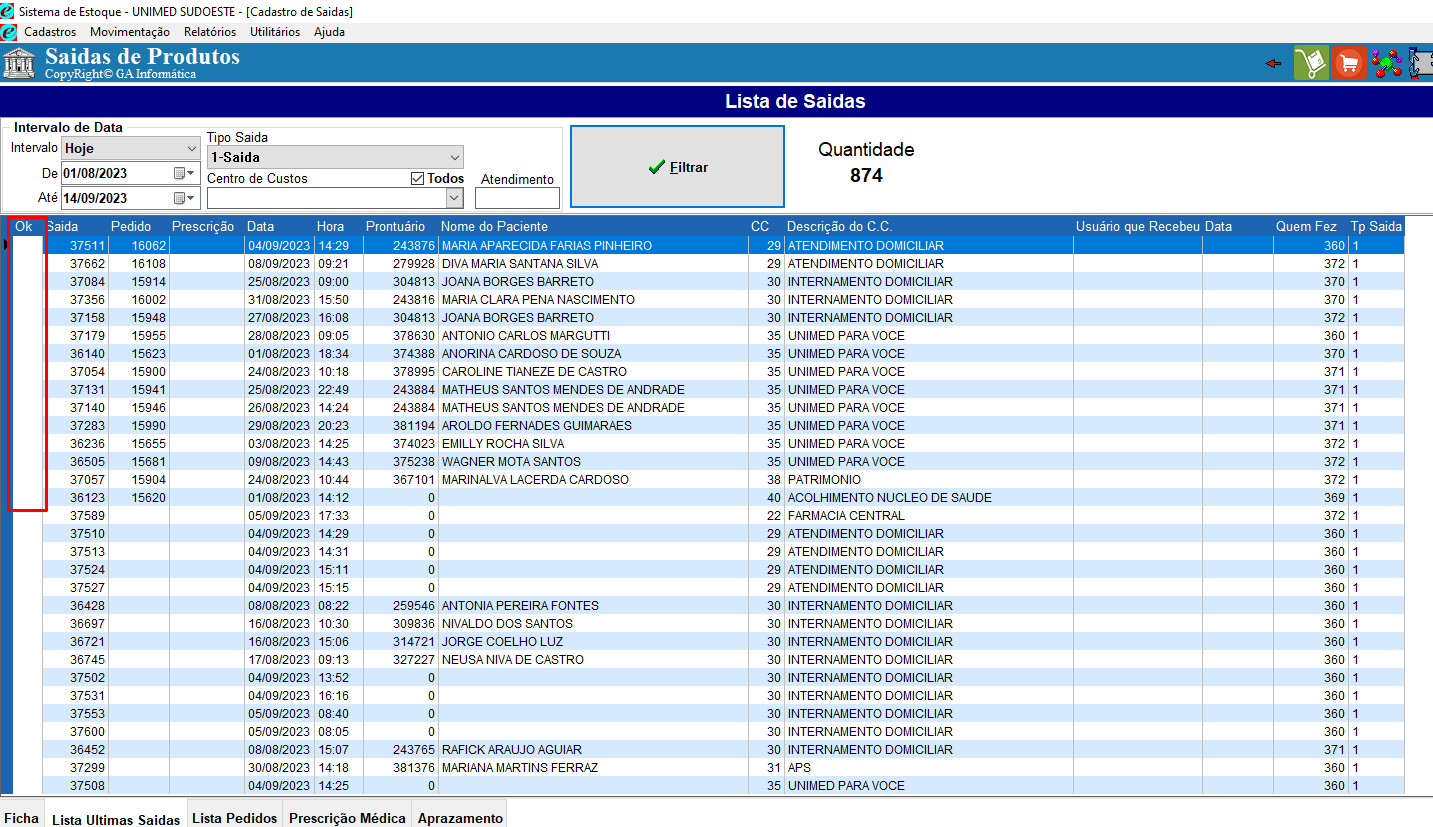 Sistema de Estoque - UNIMED SUDOESTE - [Cadastro de Saidas]
Cadastros Movimentação Relatórios Utilitários Ajuda
Saidas de Produtos
CopyRight© GA Informática
Lista de Saidas
Intervalo de Data
Intervalo Hoje
De 01/08/2023
Até 14/09/2023
Tipo Saida
1-Saida
Centro de Custos Todos
Atendimento
Filtrar
Quantidade
874
Ok Saida Pedido Prescrição Data Hora Prontuário Nome do Paciente CC Descrição do C.C. Usuário que Recebeu Data Quem Fez Tp Saida
37511 16062 04/09/2023 14:29 243876 MARIA APARECIDA FARIAS PINHEIRO 29 ATENDIMENTO DOMICILIAR 360 1
37662 16108 08/09/2023 09:21 279928 DIVA MARIA SANTANA SILVA 29 ATENDIMENTO DOMICILIAR 372 1
37084 15914 25/08/2023 09:00 304813 JOANA BORGES BARRETO 30 INTERNAMENTO DOMICILIAR 370 1
37356 16002 31/08/2023 15:50 243816 MARIA CLARA PENA NASCIMENTO 30 INTERNAMENTO DOMICILIAR 370 1
37158 15948 27/08/2023 16:08 304813 JOANA BORGES BARRETO 30 INTERNAMENTO DOMICILIAR 372 1
37179 15955 28/08/2023 09:05 378630 ANTONIO CARLOS MARGUTTI 35 UNIMED PARA VOCE 360 1
36140 15623 01/08/2023 18:34 374388 ANORINA CARDOSO DE SOUZA 35 UNIMED PARA VOCE 370 1
37054 15900 24/08/2023 10:18 378995 CAROLINE TIANEZE DE CASTRO 35 UNIMED PARA VOCE 371 1
37131 15941 25/08/2023 22:49 243884 MATHEUS SANTOS MENDES DE ANDRADE 35 UNIMED PARA VOCE 371 1
37140 15946 26/08/2023 14:24 243884 MATHEUS SANTOS MENDES DE ANDRADE 35 UNIMED PARA VOCE 371 1
37283 15990 29/08/2023 20:23 381194 AROLDO FERNADES GUIMARAES 35 UNIMED PARA VOCE 371 1
36236 15655 03/08/2023 14:25 374023 EMILLY ROCHA SILVA 35 UNIMED PARA VOCE 372 1
36505 15681 09/08/2023 14:43 375238 WAGNER MOTA SANTOS 35 UNIMED PARA VOCE 372 1
37057 15904 24/08/2023 10:44 367101 MARINALVA LACERDA CARDOSO 38 PATRIMONIO 372 1
36123 15620 01/08/2023 14:12 0 40 ACOLHIMENTO NUCLEO DE SAUDE 369 1
37589 05/09/2023 17:33 0 22 FARMACIA CENTRAL 372 1
37510 04/09/2023 14:29 0 29 ATENDIMENTO DOMICILIAR 360 1
37513 04/09/2023 14:31 0 29 ATENDIMENTO DOMICILIAR 360 1
37524 04/09/2023 15:11 0 29 ATENDIMENTO DOMICILIAR 360 1
37527 04/09/2023 15:15 0 29 ATENDIMENTO DOMICILIAR 360 1
36428 08/08/2023 08:22 259546 ANTONIA PEREIRA FONTES 30 INTERNAMENTO DOMICILIAR 360 1
36697 16/08/2023 10:30 309836 NIVALDO DOS SANTOS 30 INTERNAMENTO DOMICILIAR 360 1
36721 16/08/2023 15:06 314721 JORGE COELHO LUZ 30 INTERNAMENTO DOMICILIAR 360 1
36745 17/08/2023 09:13 327227 NEUSA NIVA DE CASTRO 30 INTERNAMENTO DOMICILIAR 360 1
37502 04/09/2023 13:52 0 30 INTERNAMENTO DOMICILIAR 360 1
37531 04/09/2023 16:16 0 30 INTERNAMENTO DOMICILIAR 360 1
37553 05/09/2023 08:40 0 30 INTERNAMENTO DOMICILIAR 360 1
37600 05/09/2023 08:05 0 30 INTERNAMENTO DOMICILIAR 360 1
36452 08/08/2023 15:07 243765 RAFICK ARAUJO AGUIAR 30 INTERNAMENTO DOMICILIAR 371 1
37299 30/08/2023 14:18 381376 MARIANA MARTINS FERRAZ 31 APS 360 1
37508 04/09/2023 14:25 0 35 UNIMED PARA VOCE 360 1
Ficha Lista Ultimas Saidas Lista Pedidos Prescrição Médica Aprazamento